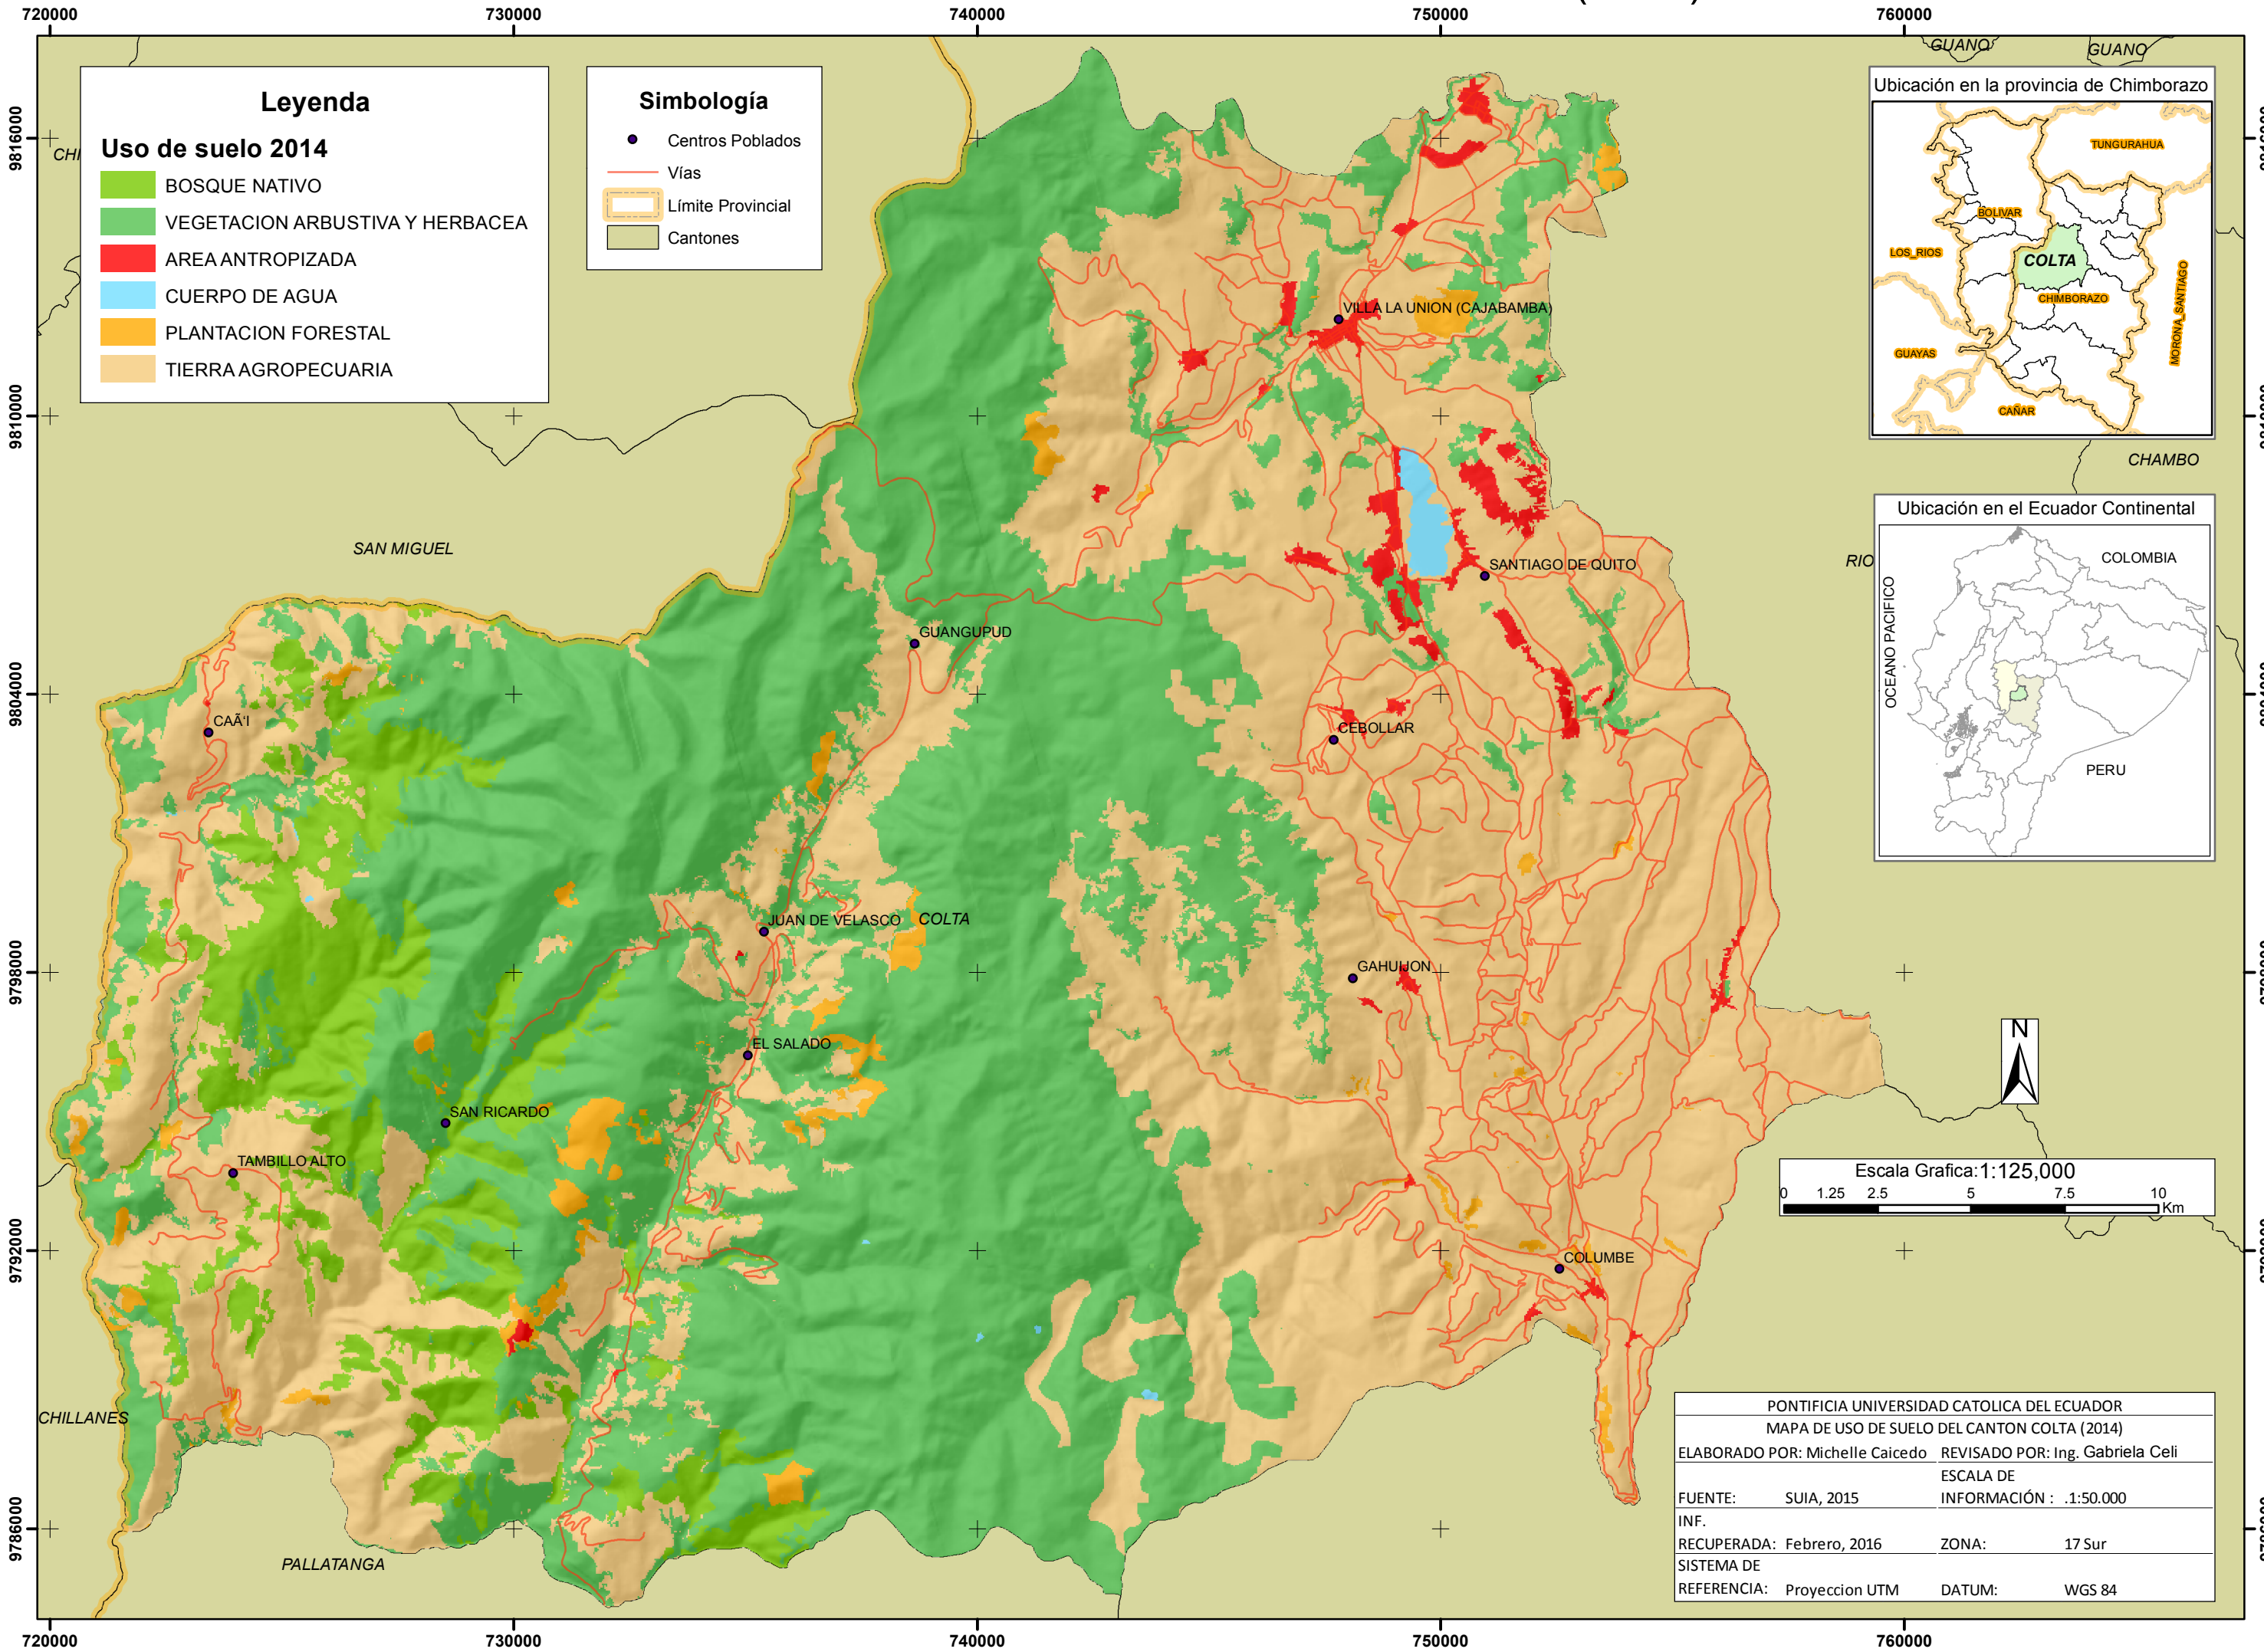 720000
730000
740000
750000
760000
GUANO
GUANO
Leyenda
Uso de suelo 2014
BOSQUE NATIVO
VEGETACION ARBUSTIVA Y HERBACEA
AREA ANTROPIZADA
CUERPO DE AGUA
PLANTACION FORESTAL
TIERRA AGROPECUARIA
Simbología
Centros Poblados
Vías
Límite Provincial
Cantones
Ubicación en la provincia de Chimborazo
TUNGURAHUA
BOLIVAR
LOS_RIOS
COLTA
CHIMBORAZO
MORONA_SANTIAGO
GUAYAS
CAÑAR
9816000
CHI
VILLA LA UNION (CAJABAMBA)
9810000
CHAMBO
Ubicación en el Ecuador Continental
COLOMBIA
OCEANO PACIFICO
PERU
SAN MIGUEL
RIO
SANTIAGO DE QUITO
GUANGUPUD
9804000
CAÃ‘I
CEBOLLAR
JUAN DE VELASCO
COLTA
9798000
GAHUIJON
EL SALADO
N
SAN RICARDO
TAMBILLO ALTO
Escala Grafica:1:125,000
0 1.25 2.5 5 7.5 10
Km
9792000
COLUMBE
CHILLANES
PONTIFICIA UNIVERSIDAD CATOLICA DEL ECUADOR
MAPA DE USO DE SUELO DEL CANTON COLTA (2014)
ELABORADO POR: Michelle Caicedo REVISADO POR: Ing. Gabriela Celi
ESCALA DE
FUENTE: SUIA, 2015 INFORMACIÓN : .1:50.000
INF.
RECUPERADA: Febrero, 2016 ZONA: 17 Sur
SISTEMA DE
REFERENCIA: Proyeccion UTM DATUM: WGS 84
9786000
PALLATANGA
720000
730000
740000
750000
760000